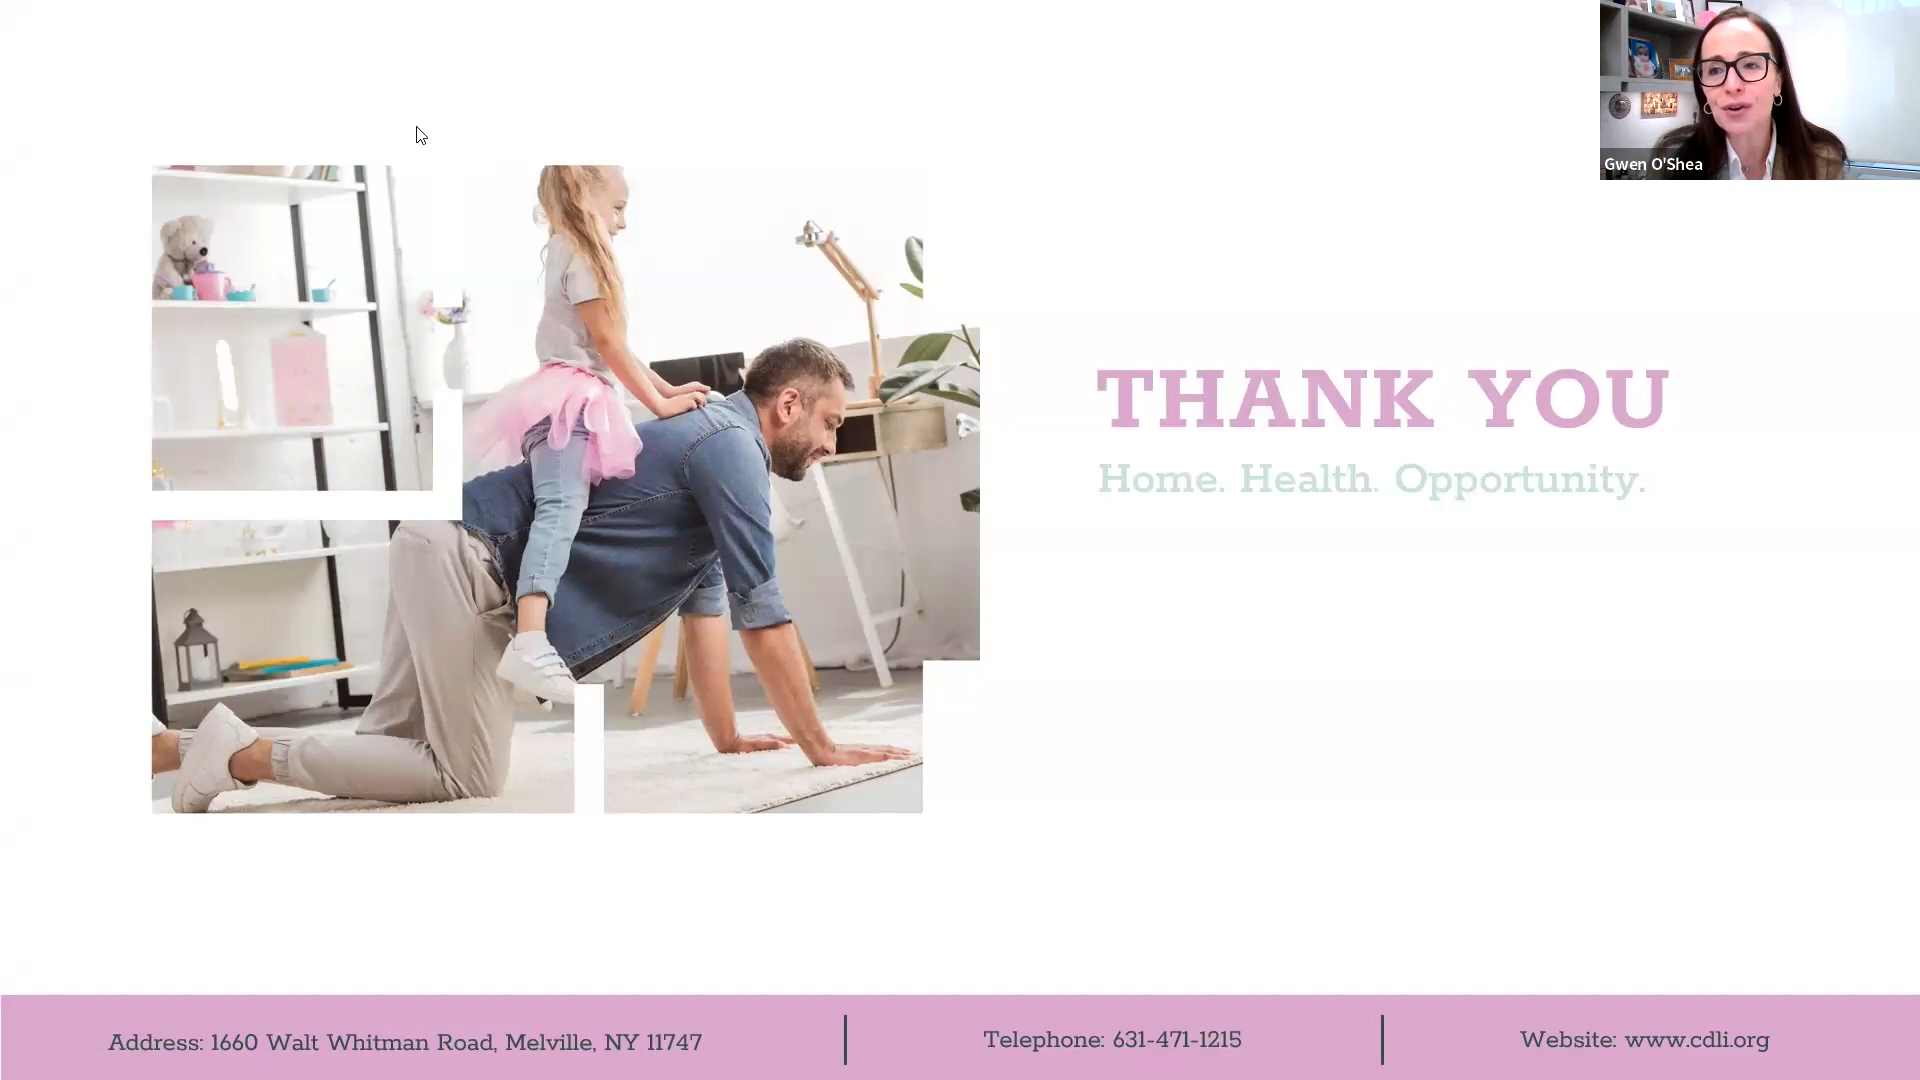 Gwen O'Shea
THANK YOU
Home. Health. Opportunity.
Address: 1660 Walt Whitman Road, Melville, NY 11747
Telephone: 631-471-1215
Website: www.cdli.org